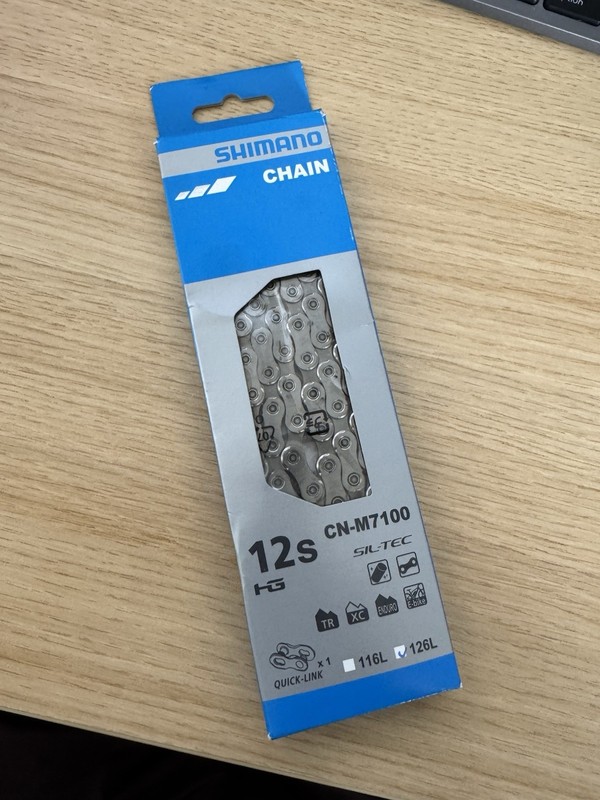 SHIMANO
CHAIN
CN-M7100
12s
SIL-TEC
HG
TR
XC
ENDURO
E-bike
x 1
QUICK-LINK
116L
126L